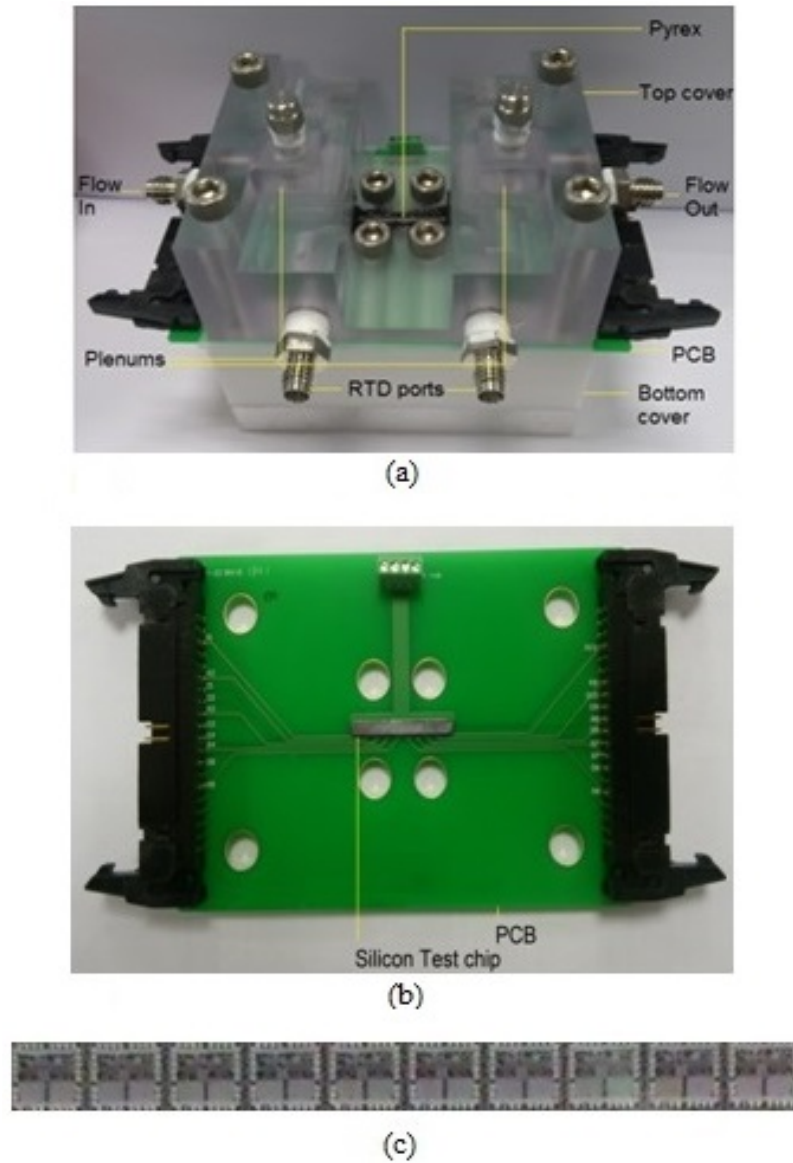 Pyrex
Top cover
Flow
In
Flow
Out
Plenums
RTD ports
PCB
Bottom
cover
(a)
PCB
Silicon Test chip
(b)
(c)